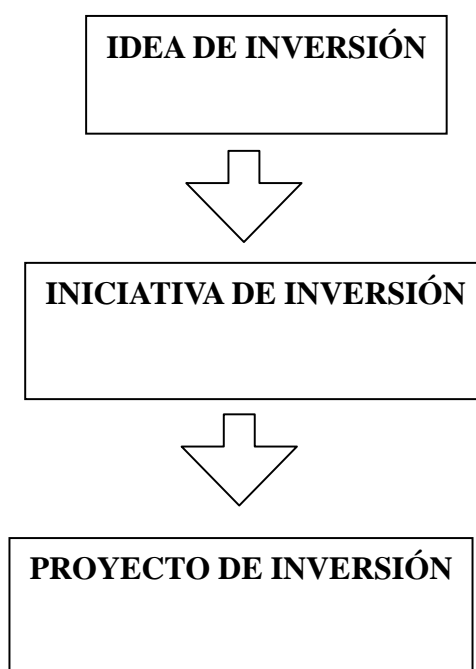 IDEA DE INVERSIÓN
INICIATIVA DE INVERSIÓN
PROYECTO DE INVERSIÓN